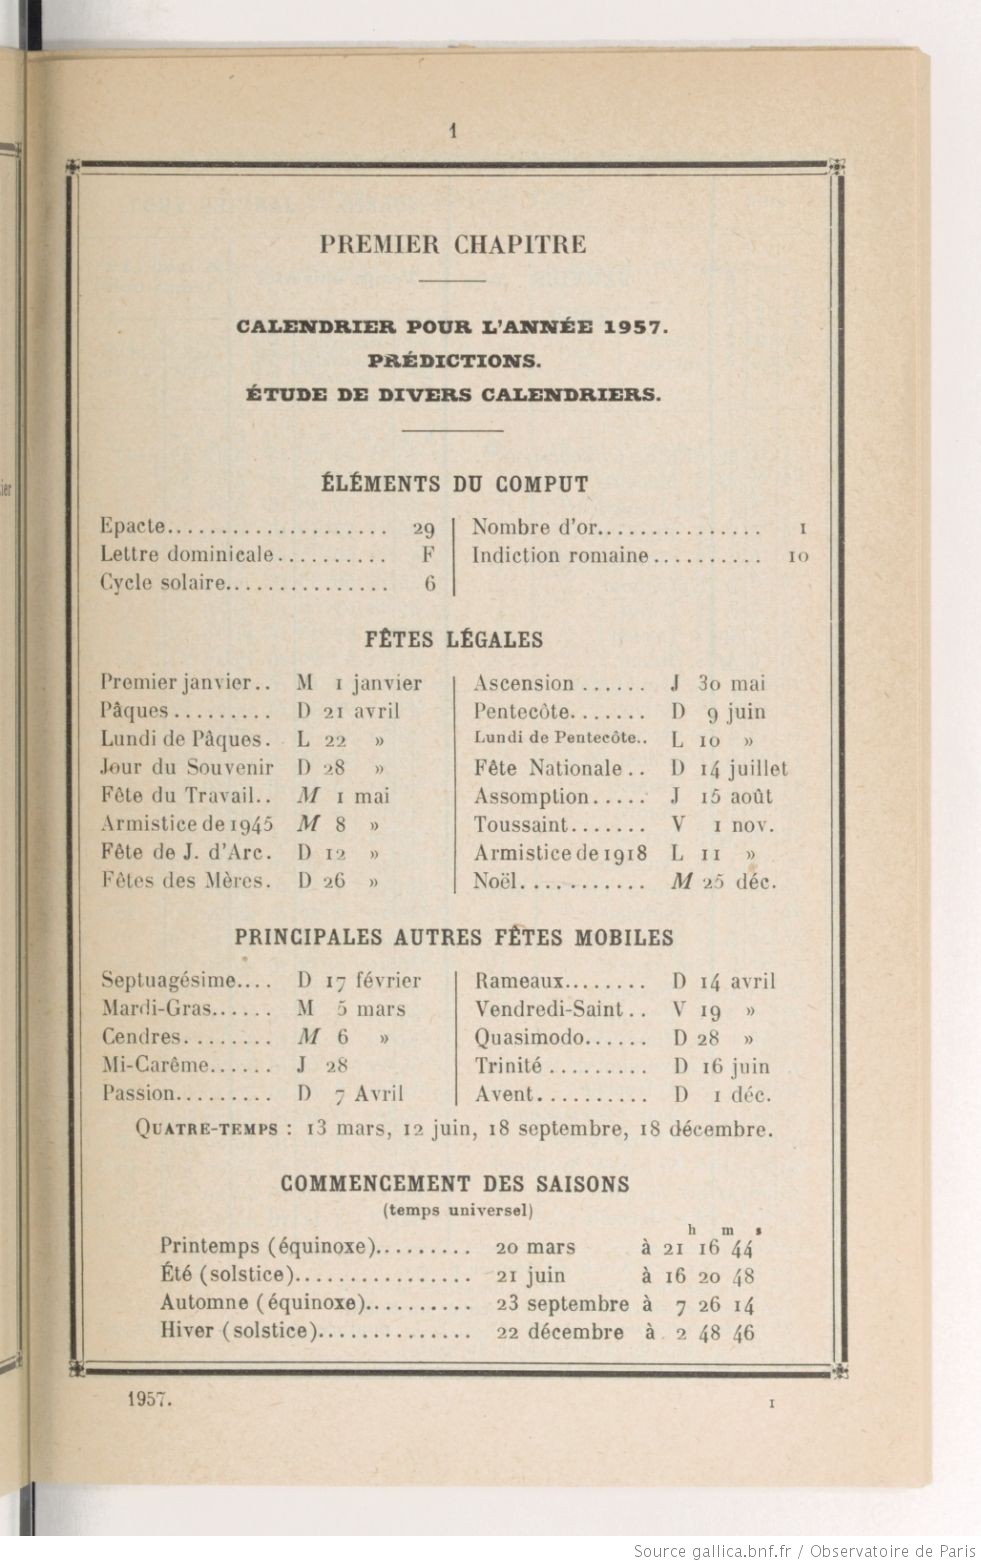 1
PREMIER CHAPITRE
CALENDRIER POUR L'ANNÉE 1957.
PRÉDICTIONS.
ÉTUDE DE DIVERS CALENDRIERS.
ÉLÉMENTS DU COMPUT
Epacte.................... 29
Lettre dominicale.......... F
Cycle solaire............... 6
Nombre d'or............... 1
Indiction romaine.......... 10
FÊTES LÉGALES
Premier janvier.. M 1 janvier
Pâques......... D 21 avril
Lundi de Pâques. L 22 »
Jour du Souvenir D 28 »
Fête du Travail.. M 1 mai
Armistice de 1945 M 8 »
Fête de J. d'Arc. D 12 »
Fêtes des Mères. D 26 »
Ascension ...... J 30 mai
Pentecôte....... D 9 juin
Lundi de Pentecôte.. L 10 »
Fête Nationale.. D 14 juillet
Assomption..... J 15 août
Toussaint....... V 1 nov.
Armistice de 1918 L 11 »
Noël........... M 25 déc.
PRINCIPALES AUTRES FÊTES MOBILES
Septuagésime.... D 17 février
Mardi-Gras...... M 5 mars
Cendres........ M 6 »
Mi-Carême...... J 28
Passion......... D 7 Avril
Rameaux........ D 14 avril
Vendredi-Saint.. V 19 »
Quasimodo...... D 28 »
Trinité ......... D 16 juin
Avent.......... D 1 déc.
QUATRE-TEMPS : 13 mars, 12 juin, 18 septembre, 18 décembre.
COMMENCEMENT DES SAISONS
(temps universel)
h m s
Printemps (équinoxe)......... 20 mars à 21 16 44
Été (solstice)................ 21 juin à 16 20 48
Automne (équinoxe).......... 23 septembre à 7 26 14
Hiver (solstice).............. 22 décembre à 2 48 46
1957. 1
Source gallica.bnf.fr / Observatoire de Paris